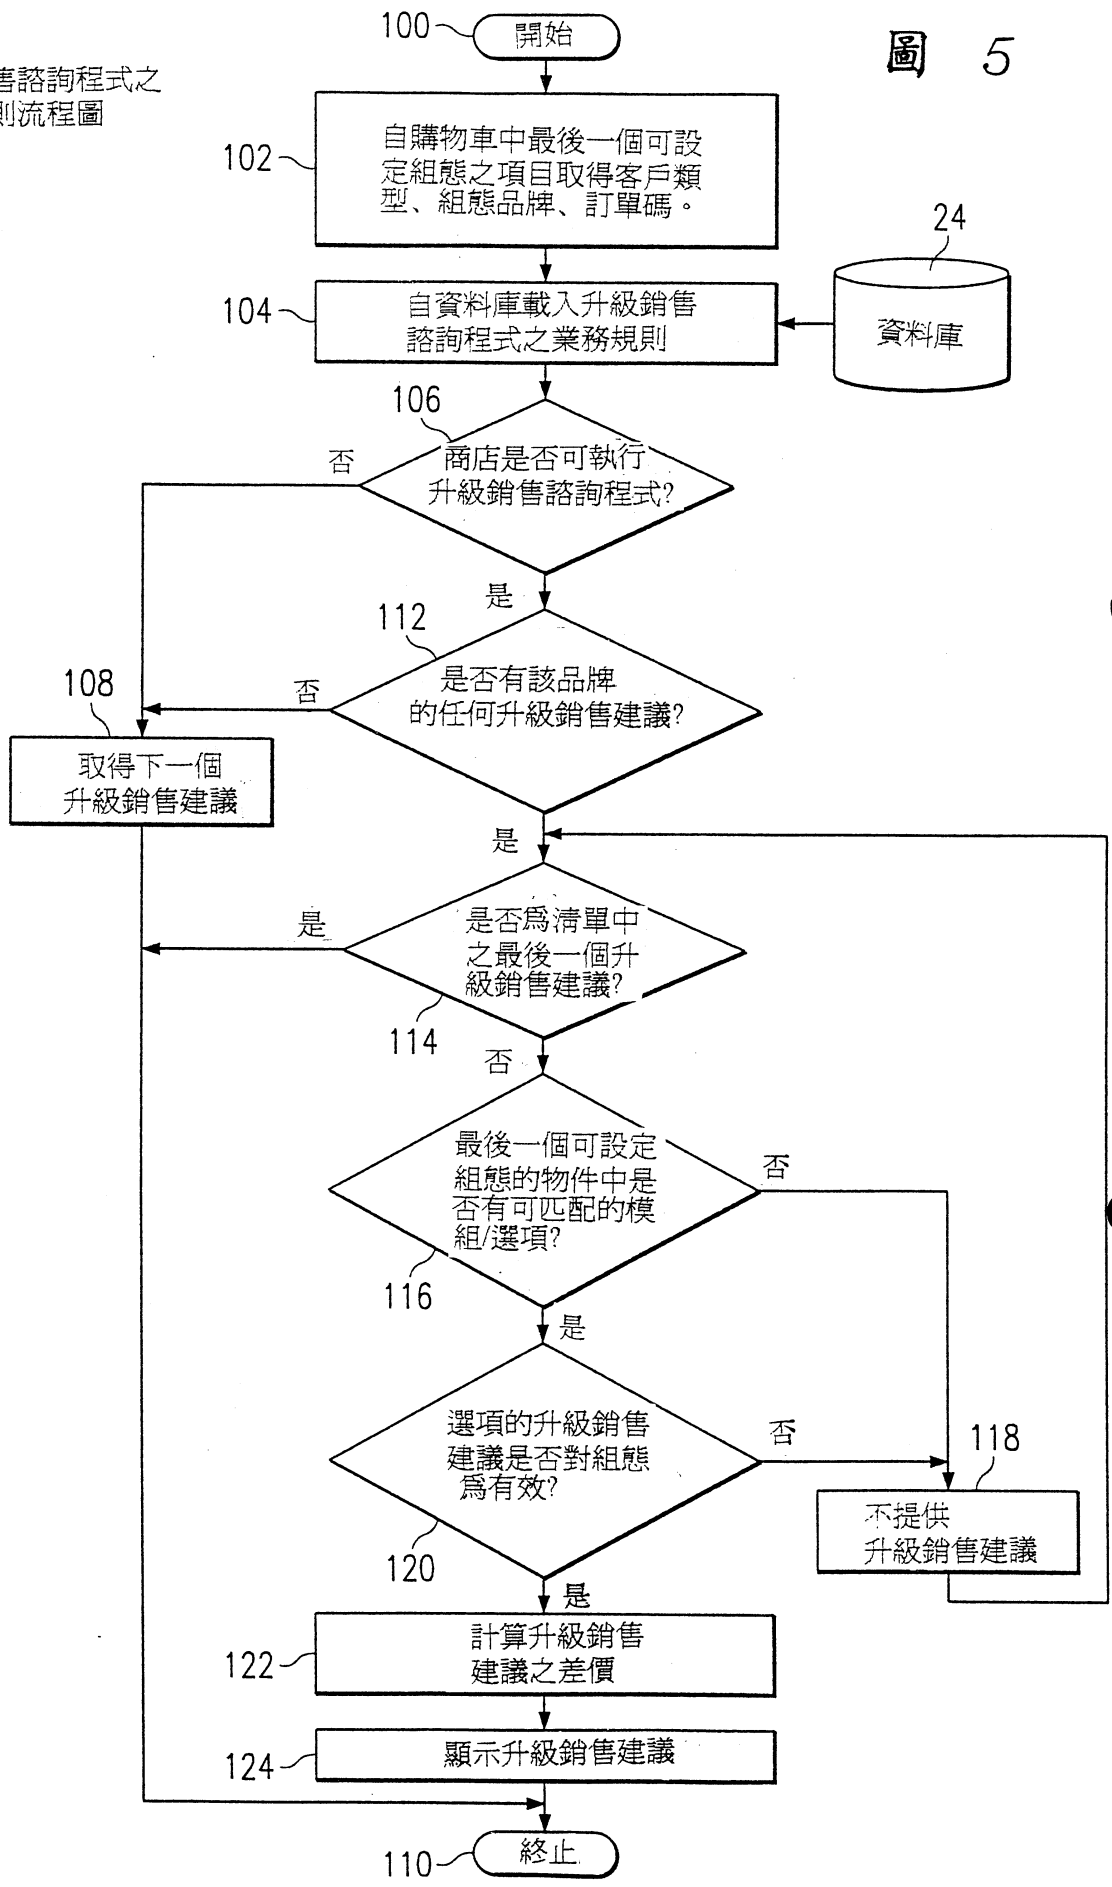 圖 5
售諮詢程式之
則流程圖
100
開始
102
自購物車中最後一個可設
定組態之項目取得客戶類
型、組態品牌、訂單碼。
24
資料庫
104
自資料庫載入升級銷售
諮詢程式之業務規則
106
商店是否可執行
升級銷售諮詢程式?
否
是
112
是否有該品牌
的任何升級銷售建議?
否
108
取得下一個
升級銷售建議
是
是否爲清單中
之最後一個升
級銷售建議?
是
114
否
最後一個可設定
組態的物件中是
否有可匹配的模
組/選項?
否
116
是
選項的升級銷售
建議是否對組態
爲有效?
否
118
不提供
升級銷售建議
120
是
122
計算升級銷售
建議之差價
124
顯示升級銷售建議
110
終止